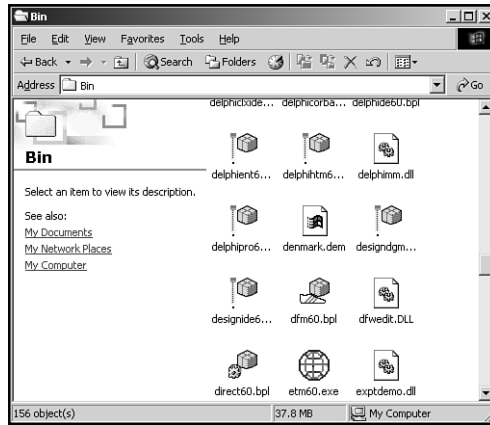 Bin
File Edit View Favorites Tools Help
Back Search Folders
Address Bin Go
delphiclxide... delphicorba... delphide60.bpl
Bin
Select an item to view its description.
See also:
My Documents
My Network Places
My Computer
delphient6... delphihtm6... delphimm.dll
delphipro6... denmark.dem designdgm...
designide6... dfm60.bpl dfwedit.DLL
direct60.bpl etm60.exe exptdemo.dll
156 object(s) 37.8 MB My Computer